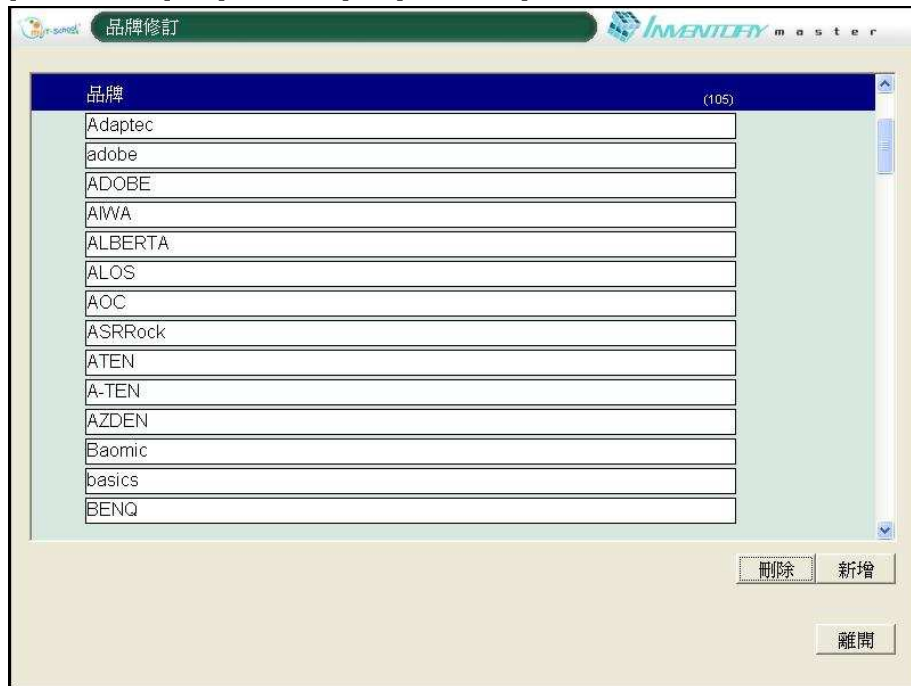 品牌修訂
INVENTORY master
品牌 (105)
Adaptec
adobe
ADOBE
AIWA
ALBERTA
ALOS
AOC
ASRRock
ATEN
A-TEN
AZDEN
Baomic
basics
BENQ
刪除 新增
離開